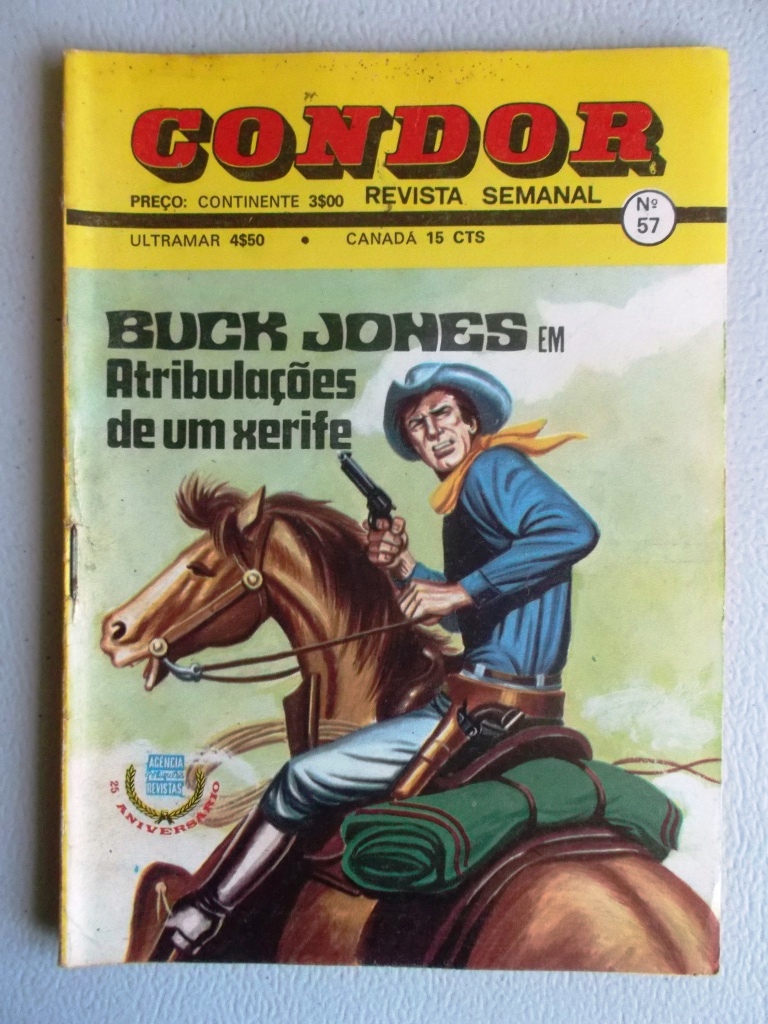 CONDOR
PREÇO: CONTINENTE 3$00 REVISTA SEMANAL
Nº
57
ULTRAMAR 4$50 • CANADÁ 15 CTS
BUCK JONES EM
Atribulações
de um xerife
AGENCIA
REVISTAS
25 ANIVERSÁRIO